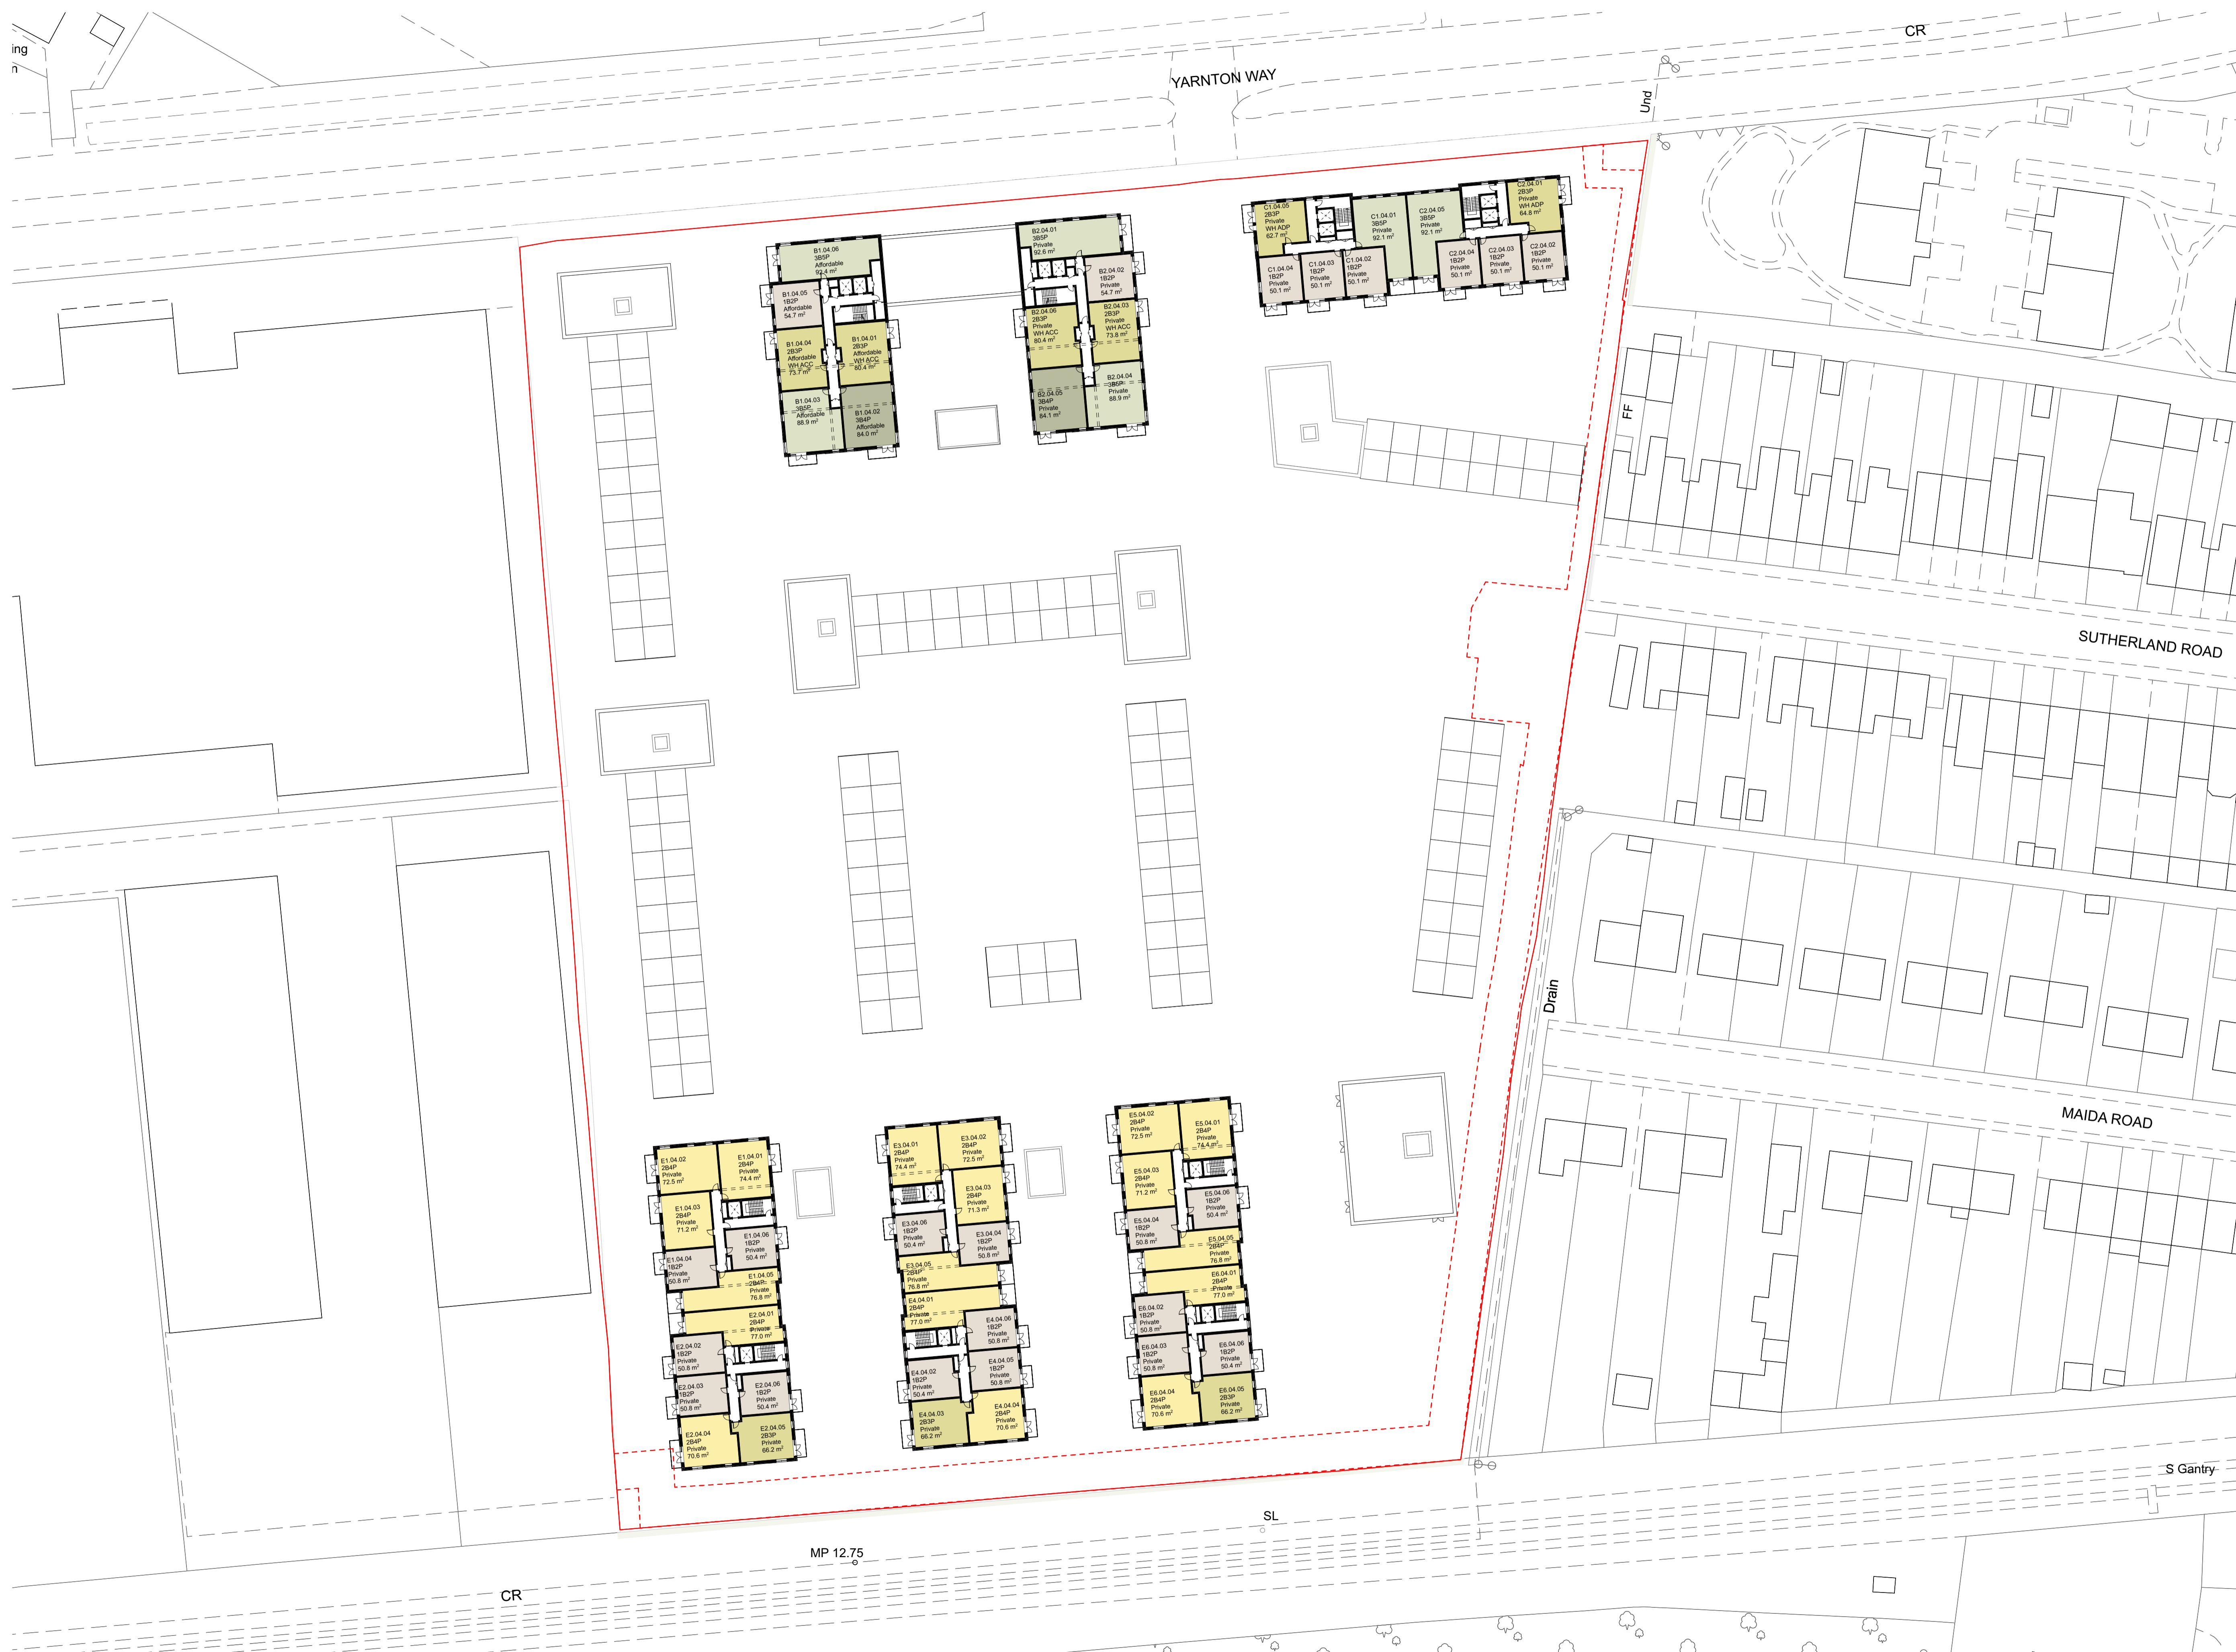 ing
n
CR
YARNTON WAY
Und
B1.04.06
3B5P
Affordable
92.4 m²
B1.04.05
1B2P
Affordable
54.7 m²
B1.04.04
2B3P
Affordable
WH ACC
73.7 m²
B1.04.01
2B3P
Affordable
WH ACC
80.4 m²
B1.04.03
3B5P
Affordable
88.9 m²
B1.04.02
3B4P
Affordable
84.0 m²
B2.04.01
3B5P
Private
92.6 m²
B2.04.02
1B2P
Private
54.7 m²
B2.04.06
2B3P
Private
WH ACC
80.4 m²
B2.04.03
2B3P
Private
WH ACC
73.8 m²
B2.04.05
3B4P
Private
84.1 m²
B2.04.04
3B5P
Private
88.9 m²
C1.04.05
2B3P
Private
WH ADP
62.7 m²
C1.04.01
3B5P
Private
92.1 m²
C2.04.05
3B5P
Private
92.1 m²
C2.04.01
2B3P
Private
WH ADP
64.8 m²
C1.04.04
1B2P
Private
50.1 m²
C1.04.03
1B2P
Private
50.1 m²
C1.04.02
1B2P
Private
50.1 m²
C2.04.04
1B2P
Private
50.1 m²
C2.04.03
1B2P
Private
50.1 m²
C2.04.02
1B2P
Private
50.1 m²
FF
SUTHERLAND ROAD
Drain
MAIDA ROAD
E1.04.02
2B4P
Private
72.5 m²
E1.04.01
2B4P
Private
74.4 m²
E1.04.03
2B4P
Private
71.2 m²
E1.04.04
1B2P
Private
50.8 m²
E1.04.06
1B2P
Private
50.4 m²
E1.04.05
2B4P
Private
76.8 m²
E2.04.01
2B4P
Private
77.0 m²
E2.04.02
1B2P
Private
50.8 m²
E2.04.03
1B2P
Private
50.8 m²
E2.04.06
1B2P
Private
50.4 m²
E2.04.04
2B4P
Private
70.6 m²
E2.04.05
2B3P
Private
66.2 m²
E3.04.01
2B4P
Private
74.4 m²
E3.04.02
2B4P
Private
72.5 m²
E3.04.03
2B4P
Private
71.3 m²
E3.04.06
1B2P
Private
50.4 m²
E3.04.04
1B2P
Private
50.8 m²
E3.04.05
2B4P
Private
76.8 m²
E4.04.01
2B4P
Private
77.0 m²
E4.04.06
1B2P
Private
50.8 m²
E4.04.02
1B2P
Private
50.4 m²
E4.04.05
1B2P
Private
50.8 m²
E4.04.03
2B3P
Private
66.2 m²
E4.04.04
2B4P
Private
70.6 m²
E5.04.02
2B4P
Private
72.5 m²
E5.04.01
2B4P
Private
74.4 m²
E5.04.03
2B4P
Private
71.2 m²
E5.04.06
1B2P
Private
50.4 m²
E5.04.04
1B2P
Private
50.8 m²
E5.04.05
2B4P
Private
76.8 m²
E6.04.01
2B4P
Private
77.0 m²
E6.04.02
1B2P
Private
50.8 m²
E6.04.03
1B2P
Private
50.8 m²
E6.04.06
1B2P
Private
50.4 m²
E6.04.04
2B4P
Private
70.6 m²
E6.04.05
2B3P
Private
66.2 m²
S Gantry
SL
MP 12.75
CR